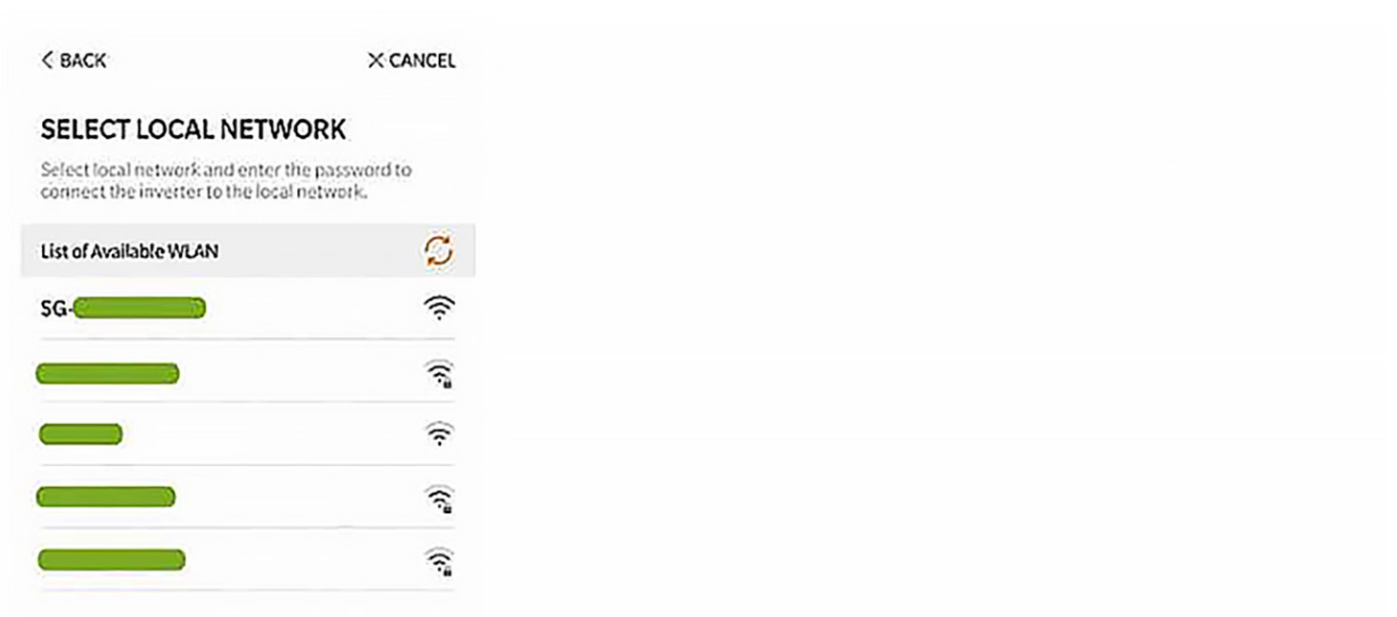 BACK
CANCEL
SELECT LOCAL NETWORK
Select local network and enter the password to
connect the inverter to the local network.
List of Available WLAN
SG-